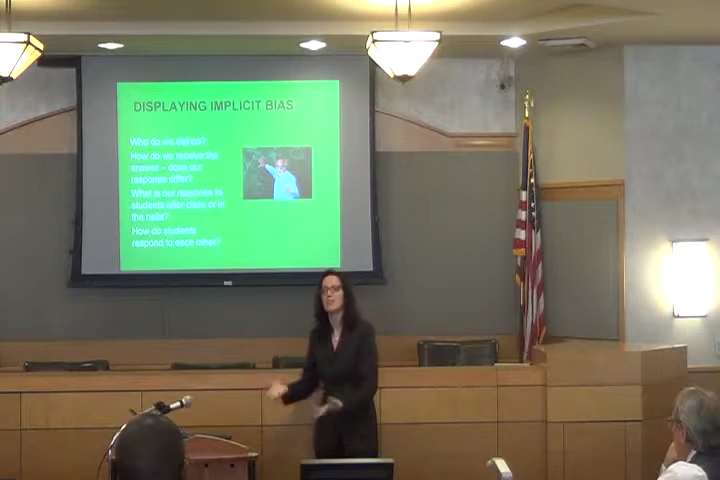 DISPLAYING IMPLICIT BIAS
Who do we call on?
How do we receive the
answer – does our
response differ?
What is our response to
students after class or in
the halls?
How do students
respond to each other?